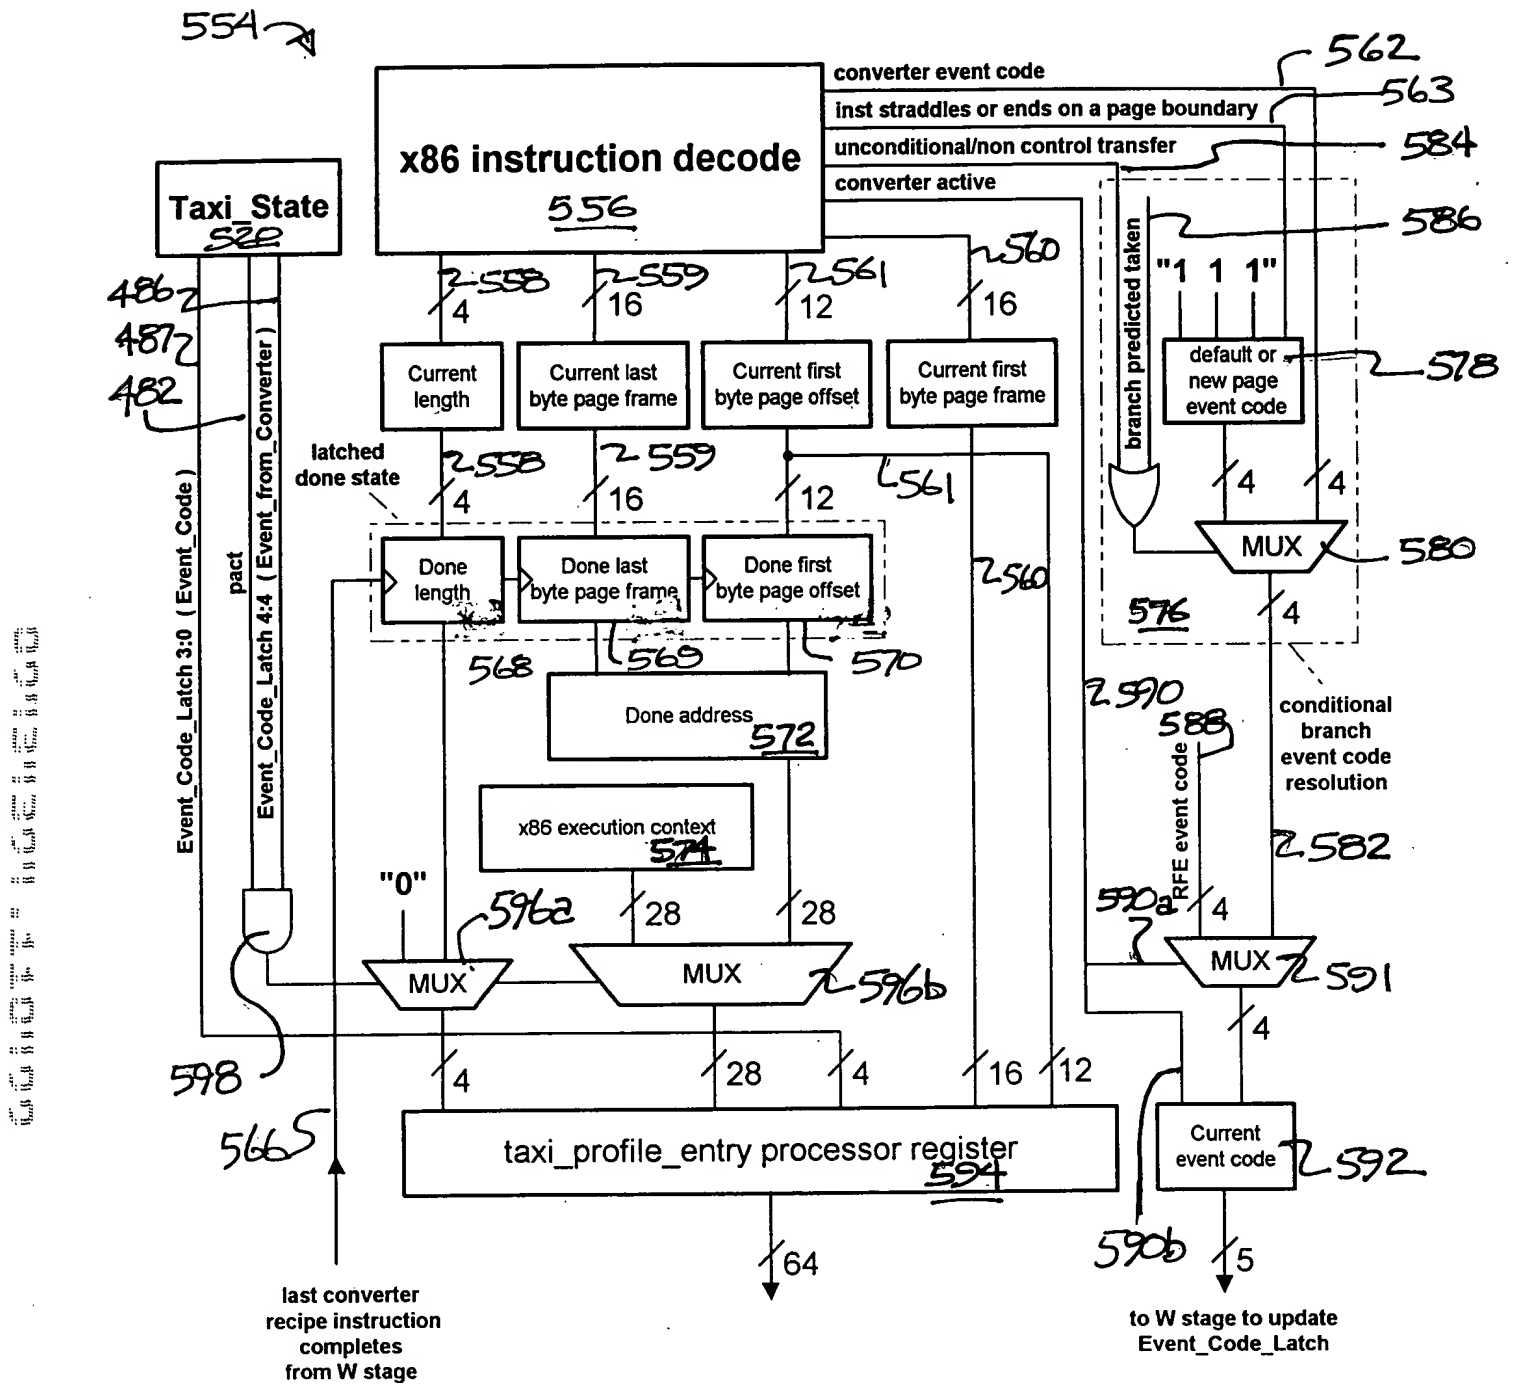 554
562
converter event code
inst straddles or ends on a page boundary
563
unconditional/non control transfer
584
converter active
x86 instruction decode
556
Taxi_State
520
586
branch predicted taken
"1 1 1"
558
4
559
16
561
12
560
16
486
487
482
default or
new page
event code
578
Current
length
Current last
byte page frame
Current first
byte page offset
Current first
byte page frame
latched
done state
558
4
559
16
12
561
4
4
MUX
580
Event_Code_Latch 3:0 ( Event_Code )
pact
Event_Code_Latch 4:4 ( Event_from_Converter )
Done
length
Done last
byte page frame
Done first
byte page offset
560
576
4
568
569
570
Done address
572
590
588
RFE event code
conditional
branch
event code
resolution
x86 execution context
574
582
"0"
596a
28
28
590a
4
MUX
MUX
596b
MUX
591
598
4
28
4
16
12
4
566
taxi_profile_entry processor register
594
Current
event code
592
590b
64
5
last converter
recipe instruction
completes
from W stage
to W stage to update
Event_Code_Latch